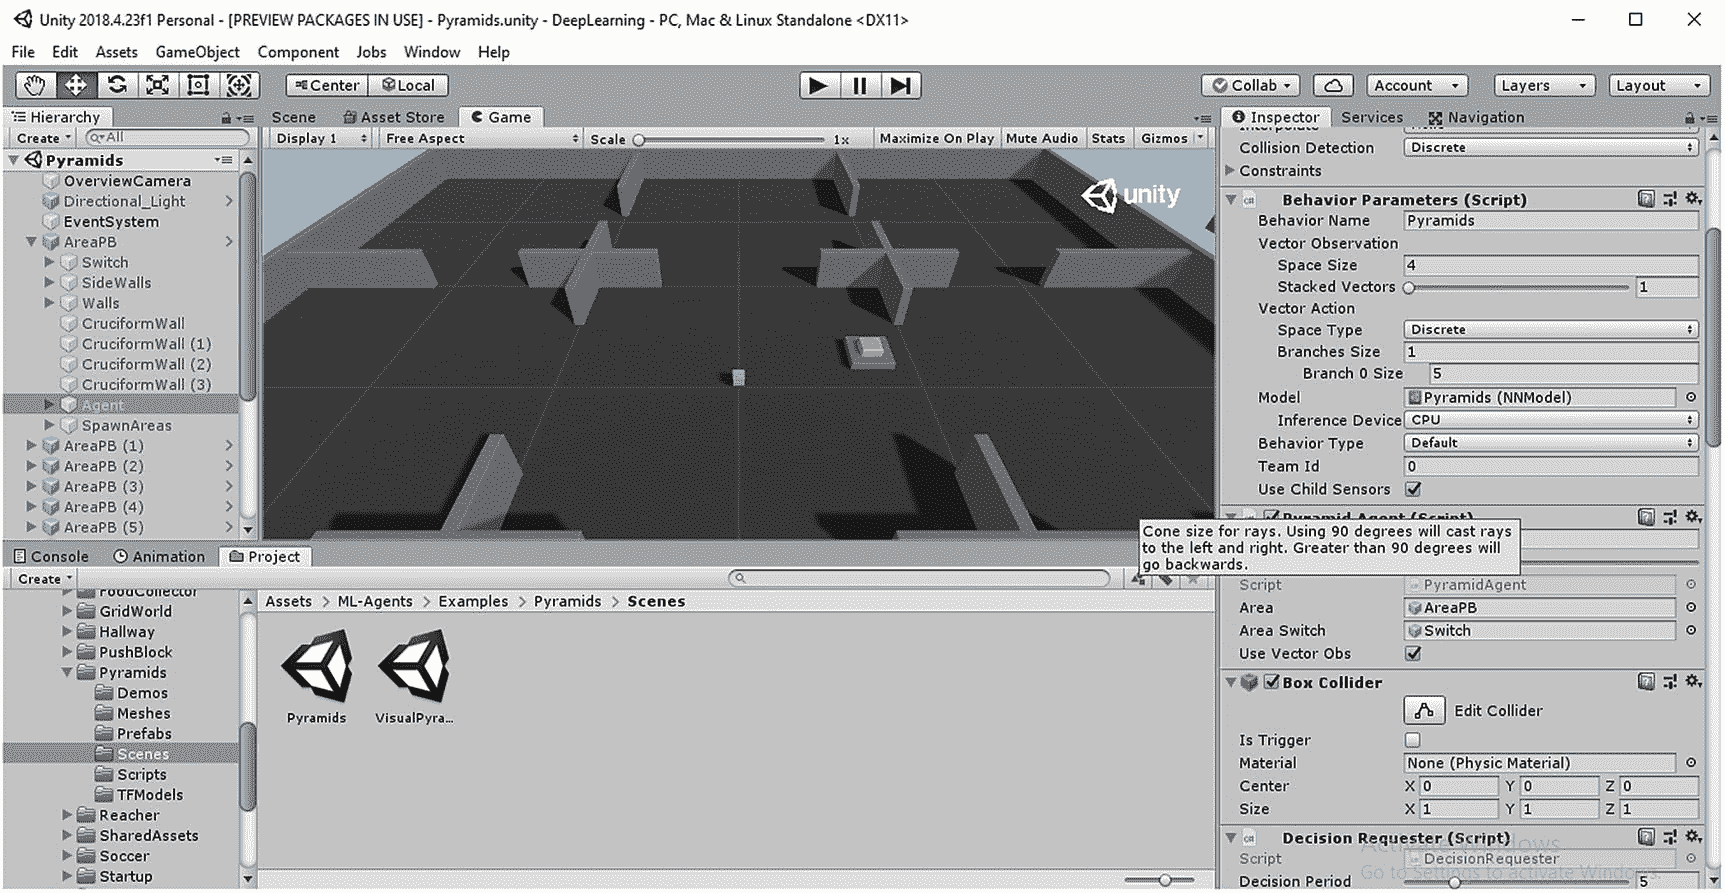 Unity 2018.4.23f1 Personal - [PREVIEW PACKAGES IN USE] - Pyramids.unity - DeepLearning - PC, Mac & Linux Standalone <DX11>
File Edit Assets GameObject Component Jobs Window Help
Center Local Collab Account Layers Layout
Hierarchy
Create All
Pyramids
OverviewCamera
Directional_Light
EventSystem
AreaPB
Switch
SideWalls
Walls
CruciformWall
CruciformWall (1)
CruciformWall (2)
CruciformWall (3)
Agent
SpawnAreas
AreaPB (1)
AreaPB (2)
AreaPB (3)
AreaPB (4)
AreaPB (5)
Scene Asset Store Game
Display 1 Free Aspect Scale 1x Maximize On Play Mute Audio Stats Gizmos
unity
Console Animation Project
Create
FoodCollector
GridWorld
Hallway
PushBlock
Pyramids
Demos
Meshes
Prefabs
Scenes
Scripts
TFModels
Reacher
SharedAssets
Soccer
Startup
Assets > ML-Agents > Examples > Pyramids > Scenes
Pyramids VisualPyra...
Inspector Services Navigation
Collision Detection Discrete
Constraints
Behavior Parameters (Script)
Behavior Name Pyramids
Vector Observation
Space Size 4
Stacked Vectors 1
Vector Action
Space Type Discrete
Branches Size 1
Branch 0 Size 5
Model Pyramids (NNModel)
Inference Device CPU
Behavior Type Default
Team Id 0
Use Child Sensors
Pyramid Agent (Script)
Cone size for rays. Using 90 degrees will cast rays
to the left and right. Greater than 90 degrees will
go backwards.
Script PyramidAgent
Area AreaPB
Area Switch Switch
Use Vector Obs
Box Collider
Edit Collider
Is Trigger
Material None (Physic Material)
Center X 0 Y 0 Z 0
Size X 1 Y 1 Z 1
Decision Requester (Script)
Activate Windows
Script DecisionRequester
Go to Settings to activate Windows.
Decision Period 5